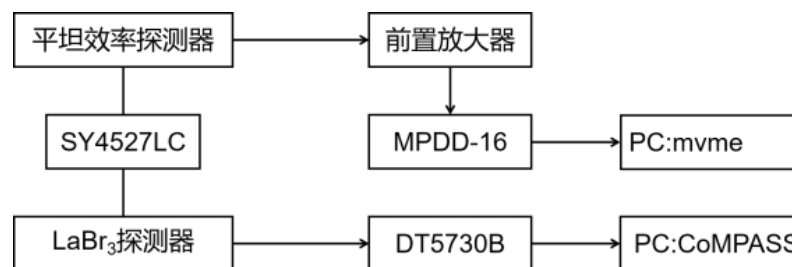 平坦效率探测器
前置放大器
SY4527LC
MPDD-16
PC:mvme
LaBr₃探测器
DT5730B
PC:CoMPASS